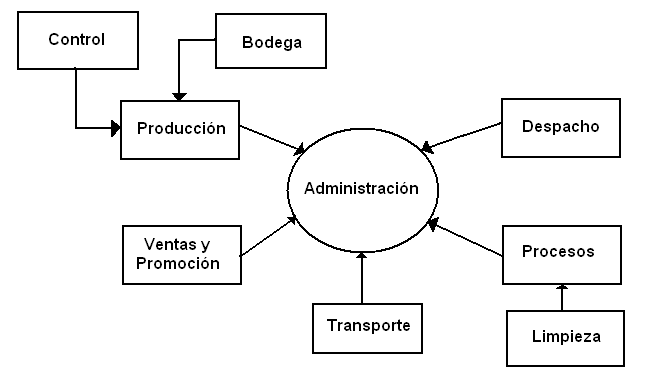 Control
Bodega
Producción
Despacho
Administración
Ventas y
Promoción
Procesos
Transporte
Limpieza